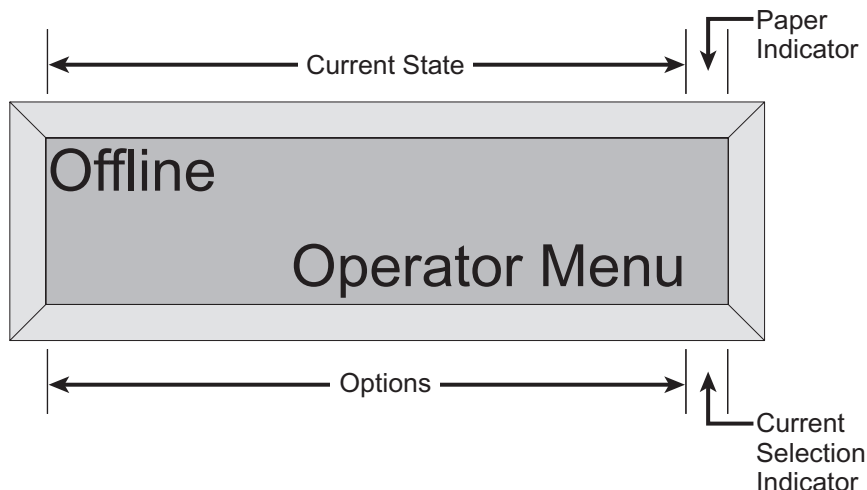 Paper
Indicator
Current State
Offline
Operator Menu
Options
Current
Selection
Indicator